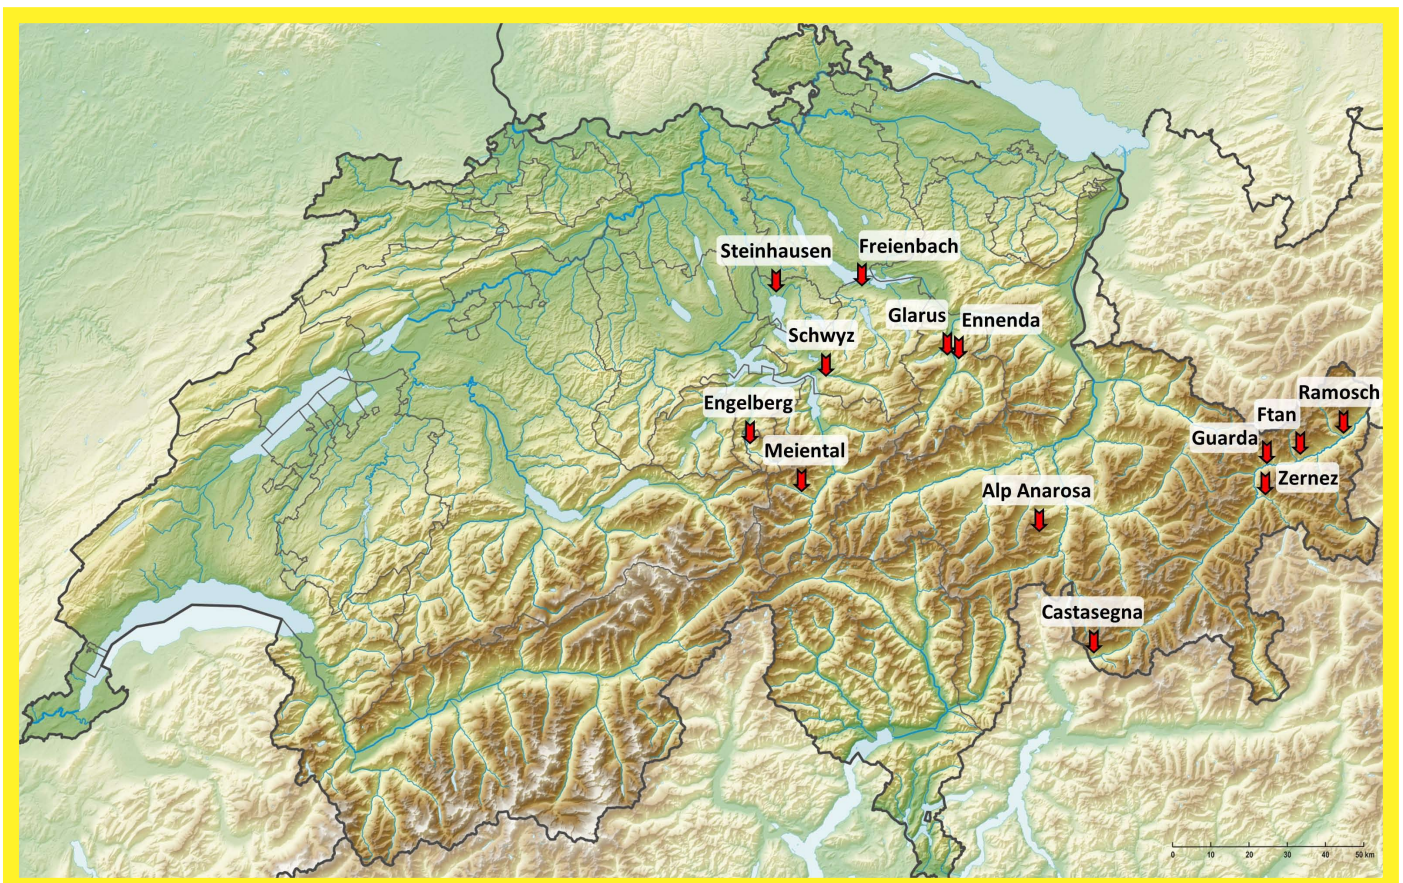 Freienbach
Steinhausen
Glarus
Ennenda
Schwyz
Engelberg
Ramosch
Ftan
Guarda
Meiental
Zernez
Alp Anarosa
Castasegna
0 10 20 30 40 50 km